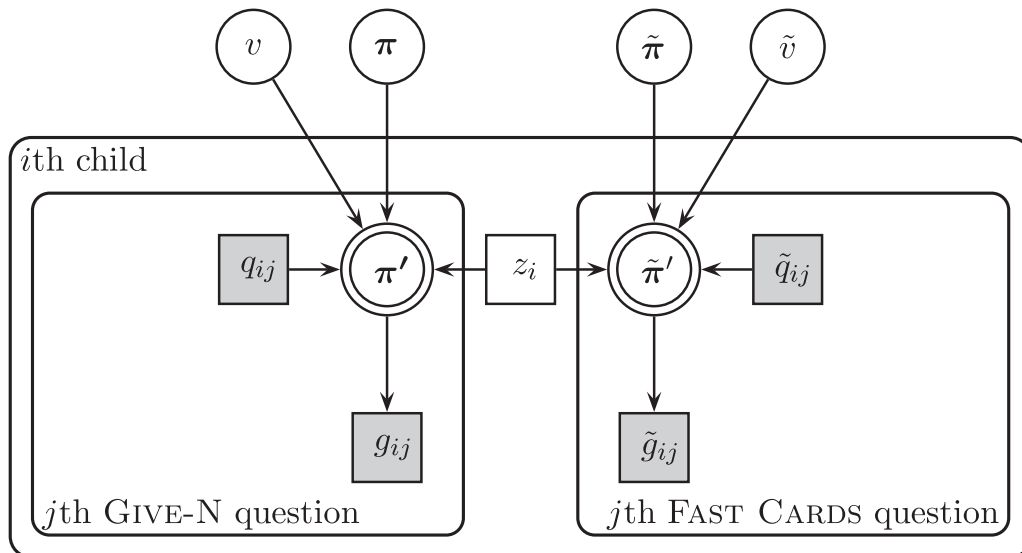 v π π̃ ṽ
ith child
q_ij π′ z_i π̃′ q̃_ij
g_ij g̃_ij
jth GIVE-N question jth FAST CARDS question